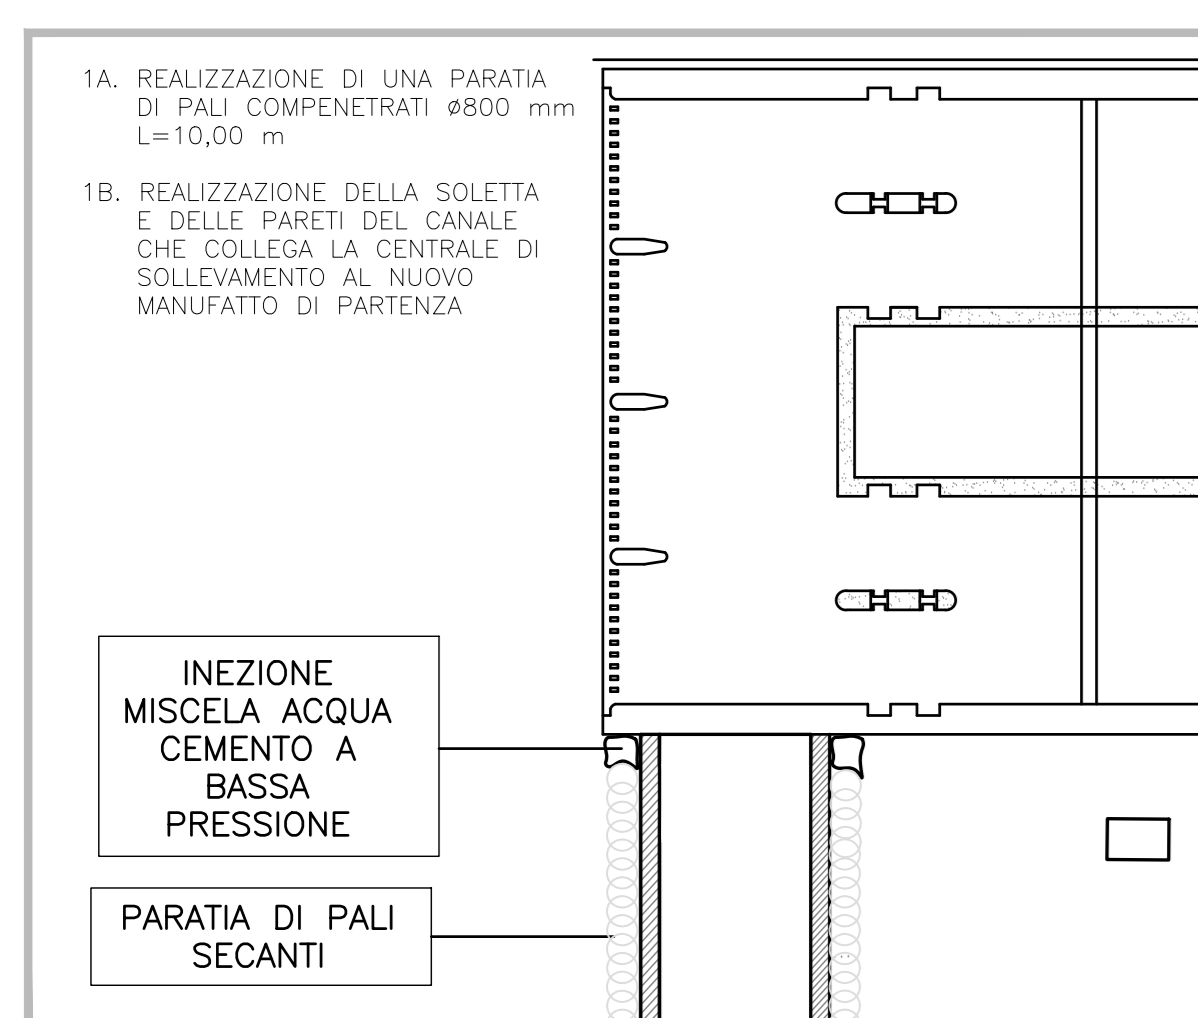 1A. REALIZZAZIONE DI UNA PARATIA
DI PALI COMPENETRATI ø800 mm
L=10,00 m
1B. REALIZZAZIONE DELLA SOLETTA
E DELLE PARETI DEL CANALE
CHE COLLEGA LA CENTRALE DI
SOLLEVAMENTO AL NUOVO
MANUFATTO DI PARTENZA
INEZIONE
MISCELA ACQUA
CEMENTO A
BASSA
PRESSIONE
PARATIA DI PALI
SECANTI